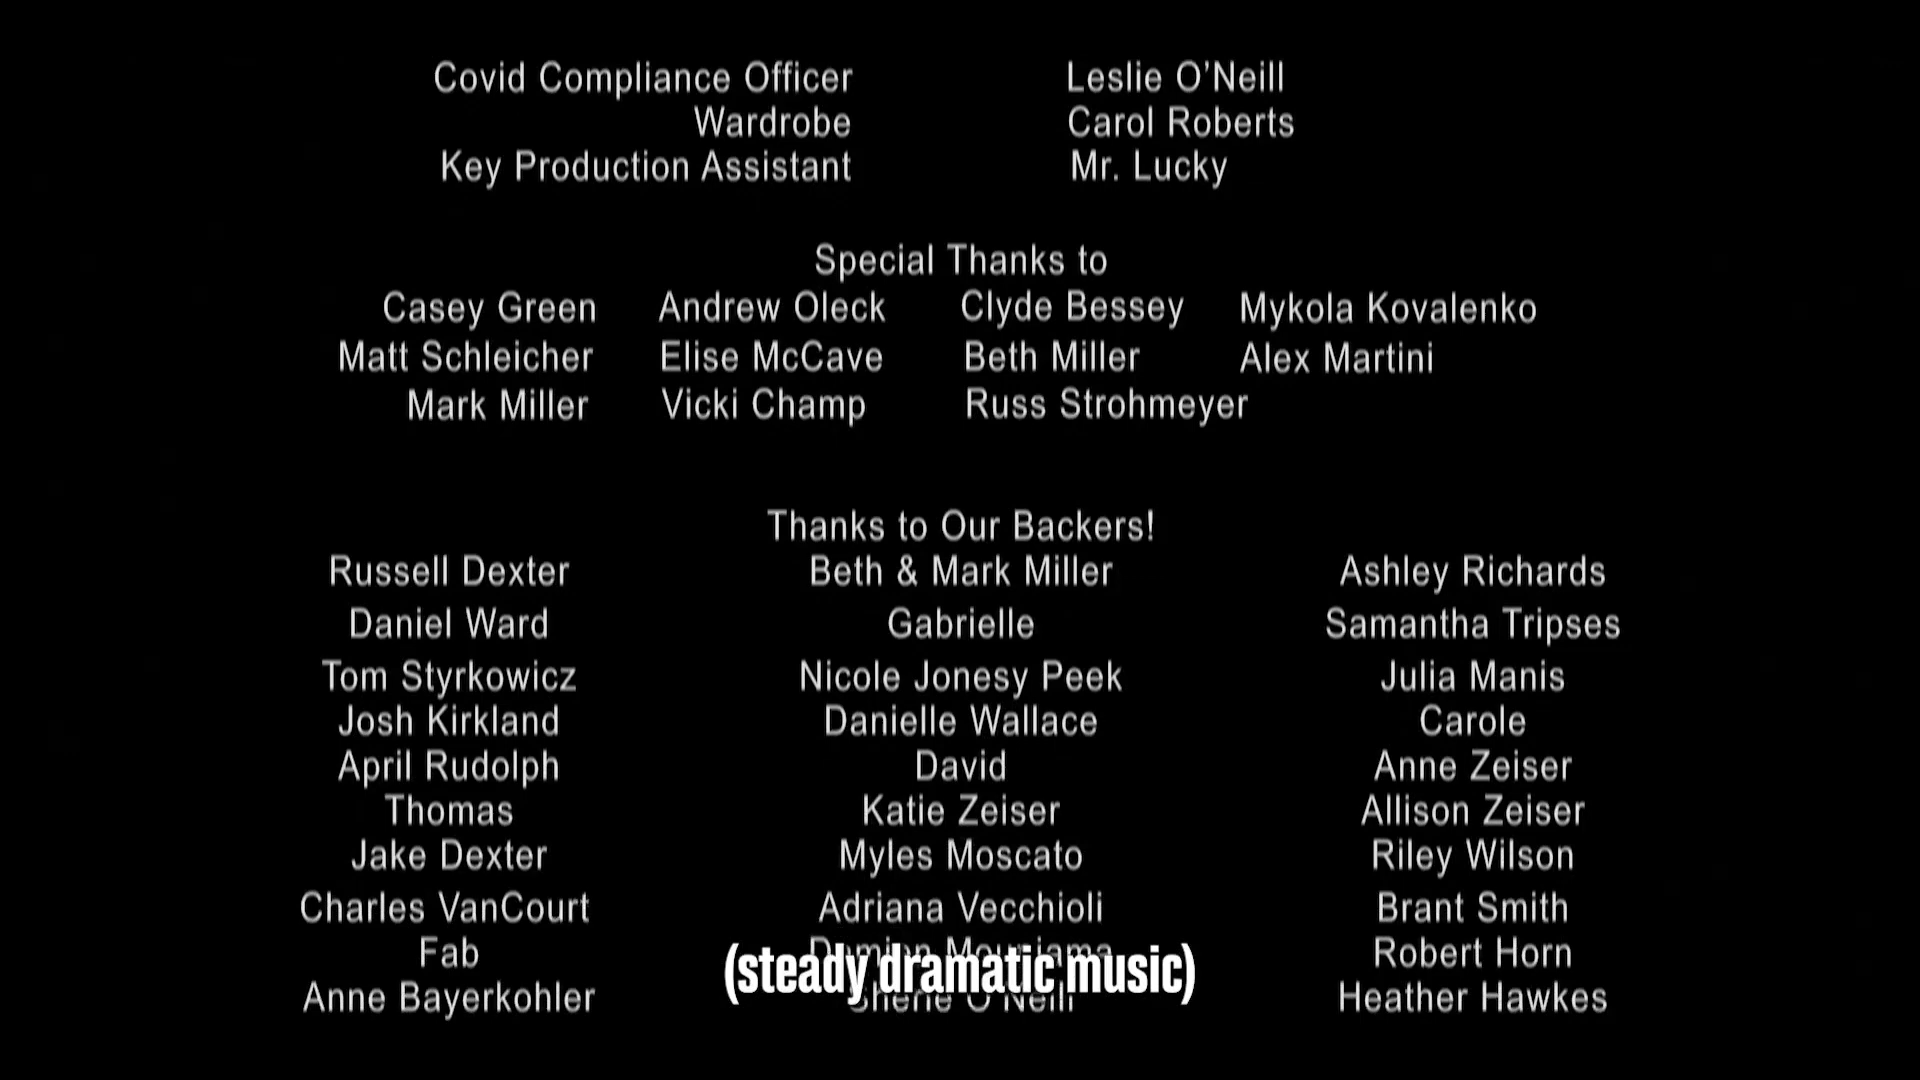 Covid Compliance Officer Leslie O'Neill
Wardrobe Carol Roberts
Key Production Assistant Mr. Lucky
Special Thanks to
Casey Green Andrew Oleck Clyde Bessey Mykola Kovalenko
Matt Schleicher Elise McCave Beth Miller Alex Martini
Mark Miller Vicki Champ Russ Strohmeyer
Thanks to Our Backers!
Russell Dexter Beth & Mark Miller Ashley Richards
Daniel Ward Gabrielle Samantha Tripses
Tom Styrkowicz Nicole Jonesy Peek Julia Manis
Josh Kirkland Danielle Wallace Carole
April Rudolph David Anne Zeiser
Thomas Katie Zeiser Allison Zeiser
Jake Dexter Myles Moscato Riley Wilson
Charles VanCourt Adriana Vecchioli Brant Smith
Fab Robert Horn
(steady dramatic music)
Anne Bayerkohler O'Neill Heather Hawkes